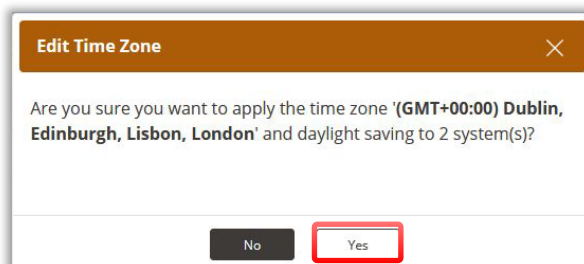 Edit Time Zone
Are you sure you want to apply the time zone '(GMT+00:00) Dublin,
Edinburgh, Lisbon, London' and daylight saving to 2 system(s)?
No
Yes